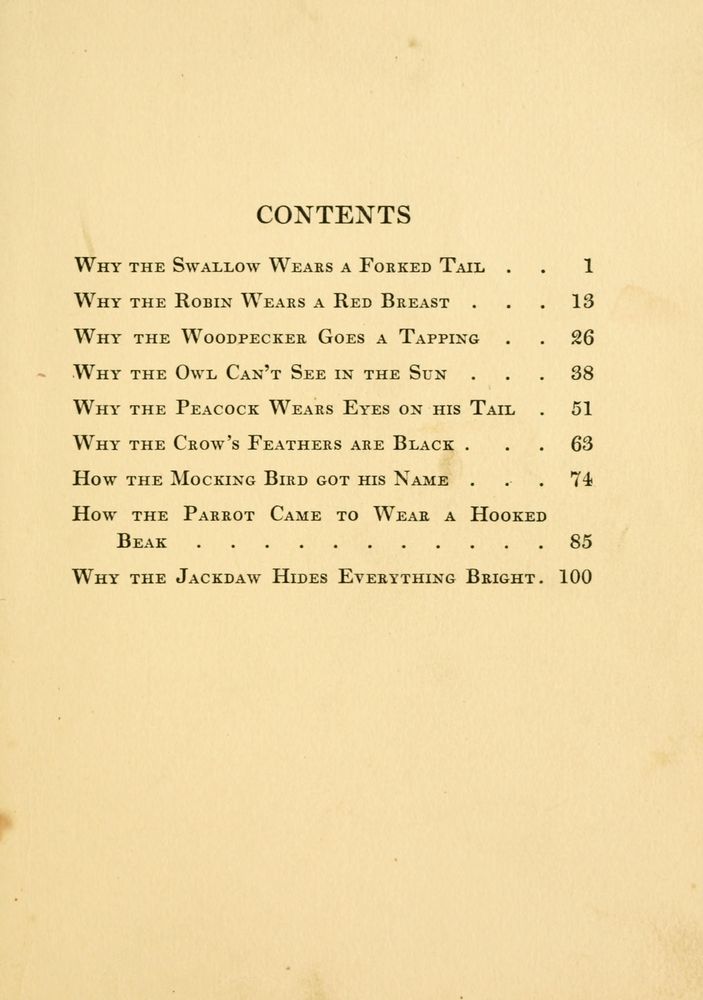 CONTENTS
Why the Swallow Wears a Forked Tail . . 1
Why the Robin Wears a Red Breast . . . 13
Why the Woodpecker Goes a Tapping . . 26
Why the Owl Can't See in the Sun . . . 38
Why the Peacock Wears Eyes on his Tail . 51
Why the Crow's Feathers are Black . . . 63
How the Mocking Bird got his Name . . . 74
How the Parrot Came to Wear a Hooked
Beak . . . . . . . . . . . 85
Why the Jackdaw Hides Everything Bright . 100